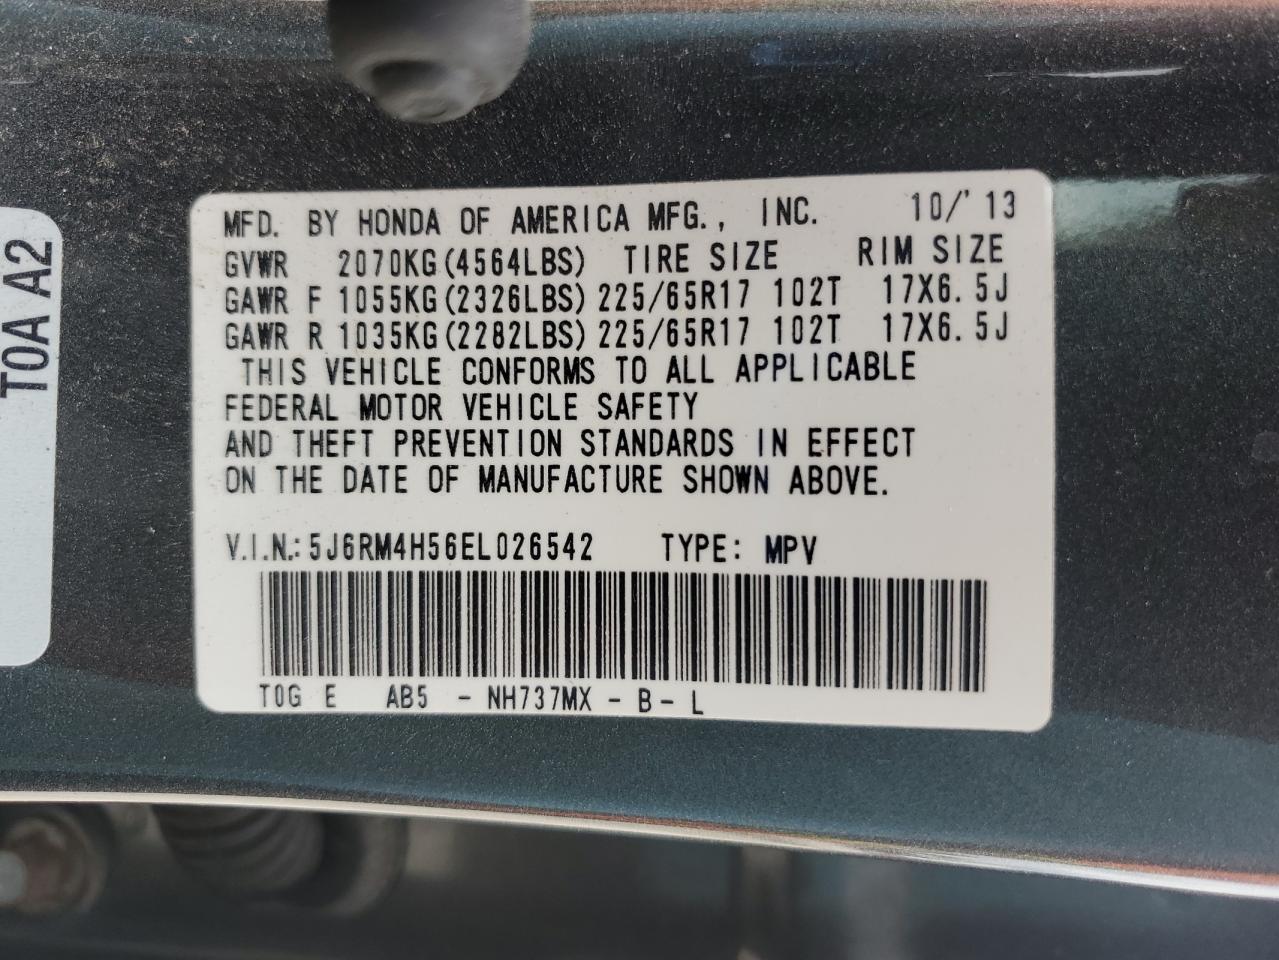 MFD. BY HONDA OF AMERICA MFG., INC. 10/'13
GVWR 2070KG(4564LBS) TIRE SIZE RIM SIZE
GAWR F 1055KG(2326LBS) 225/65R17 102T 17X6.5J
GAWR R 1035KG(2282LBS) 225/65R17 102T 17X6.5J
THIS VEHICLE CONFORMS TO ALL APPLICABLE
FEDERAL MOTOR VEHICLE SAFETY
AND THEFT PREVENTION STANDARDS IN EFFECT
ON THE DATE OF MANUFACTURE SHOWN ABOVE.
V.I.N.: 5J6RM4H56EL026542 TYPE: MPV
T0G E AB5 - NH737MX - B - L
T0A A2